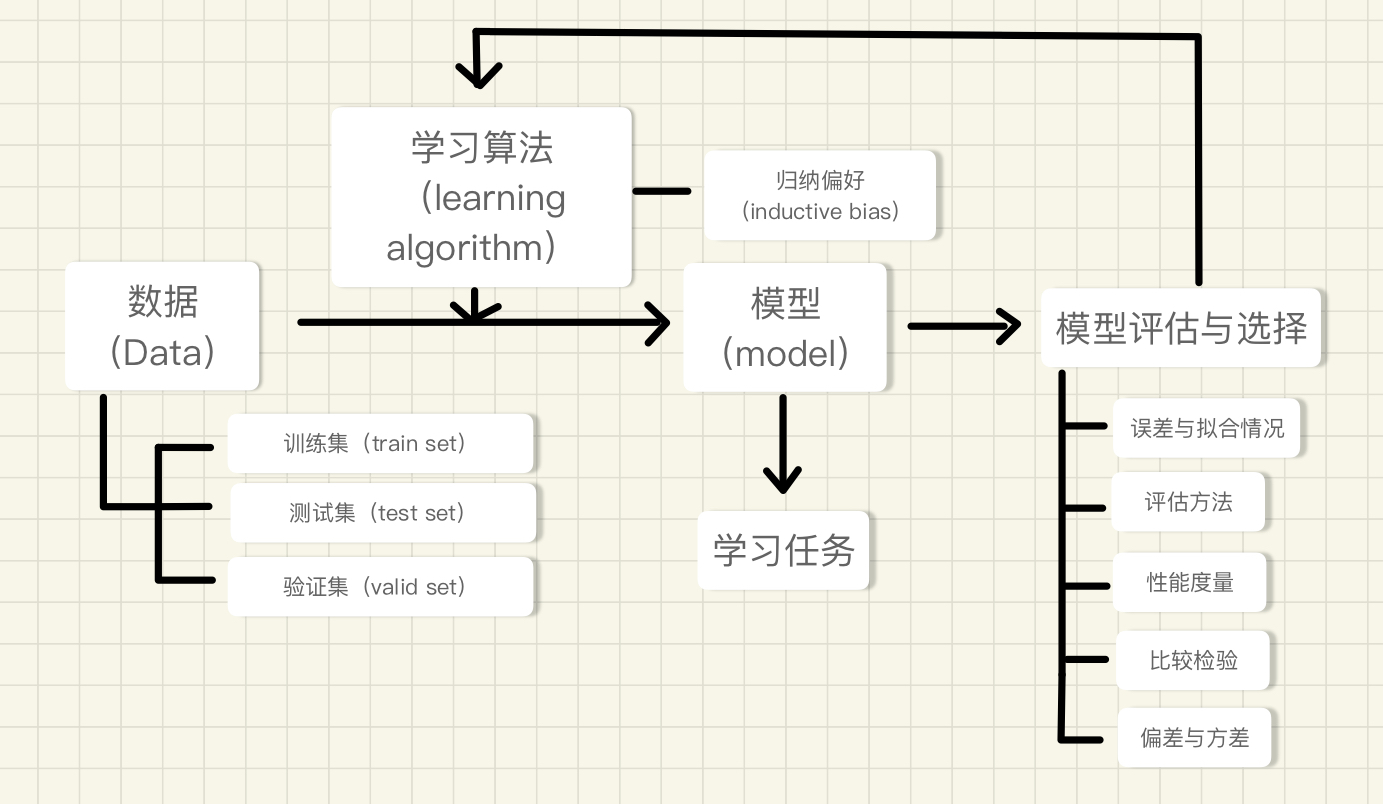 学习算法
（learning
algorithm）
归纳偏好
（inductive bias）
数据
（Data）
模型
（model）
模型评估与选择
训练集（train set）
测试集（test set）
验证集（valid set）
学习任务
误差与拟合情况
评估方法
性能度量
比较检验
偏差与方差